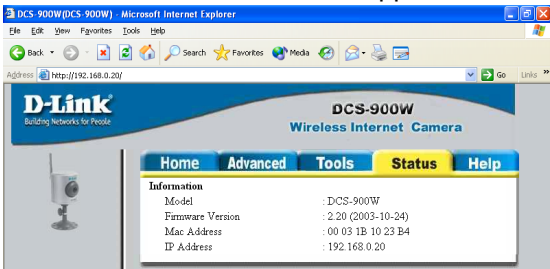 DCS-900W(DCS-900W) - Microsoft Internet Explorer
File Edit View Favorites Tools Help
Back Search Favorites Media
Address http://192.168.0.20/ Go Links »
D-Link
Building Networks for People
DCS-900W
Wireless Internet Camera
Home Advanced Tools Status Help
Information
Model : DCS-900W
Firmware Version : 2.20 (2003-10-24)
Mac Address : 00 03 1B 10 23 B4
IP Address : 192.168.0.20